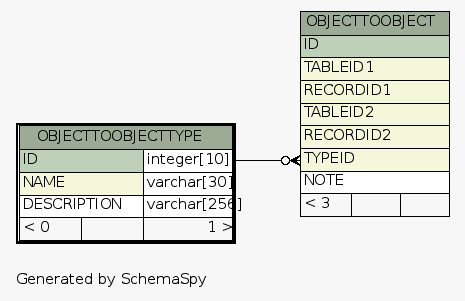 OBJECTTOOBJECT
ID
TABLEID1
RECORDID1
TABLEID2
RECORDID2
TYPEID
NOTE
< 3
OBJECTTOOBJECTTYPE
ID integer[10]
NAME varchar[30]
DESCRIPTION varchar[256]
< 0 1 >
Generated by SchemaSpy